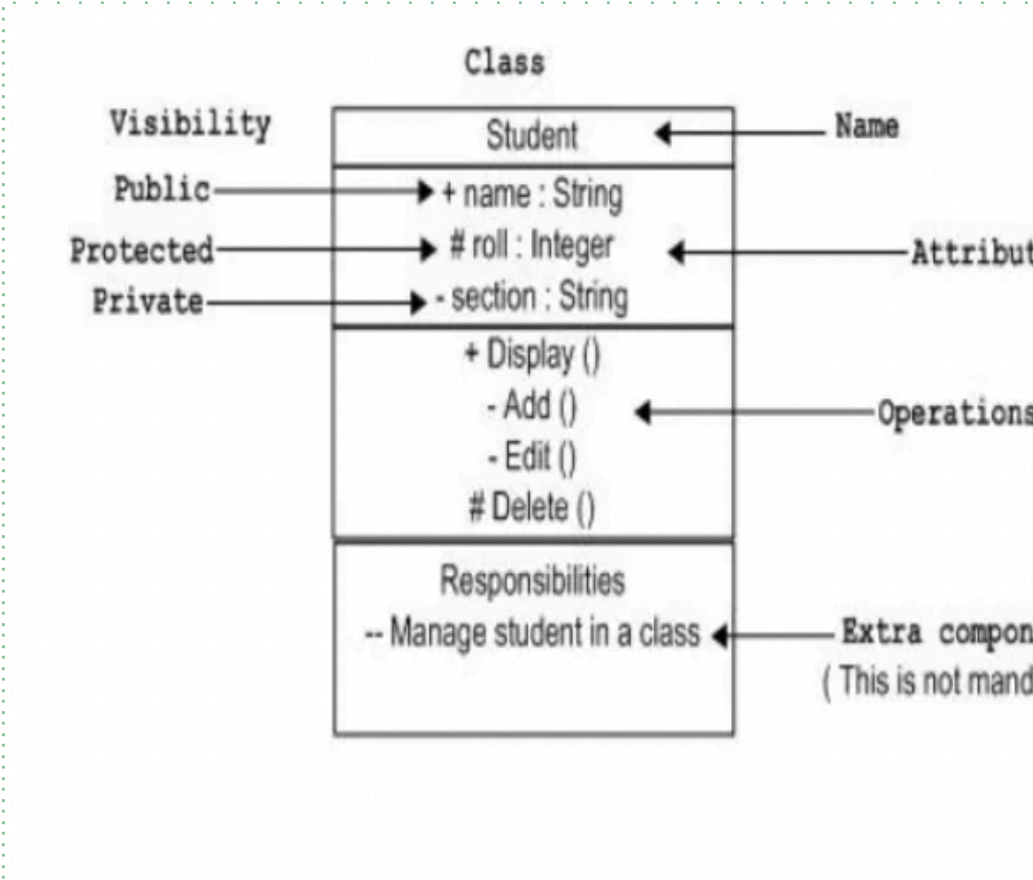 Class
Visibility
Student
Name
Public
+ name : String
Protected
# roll : Integer
Attribut
Private
- section : String
+ Display ()
- Add ()
Operations
- Edit ()
# Delete ()
Responsibilities
-- Manage student in a class
Extra compon
( This is not mand